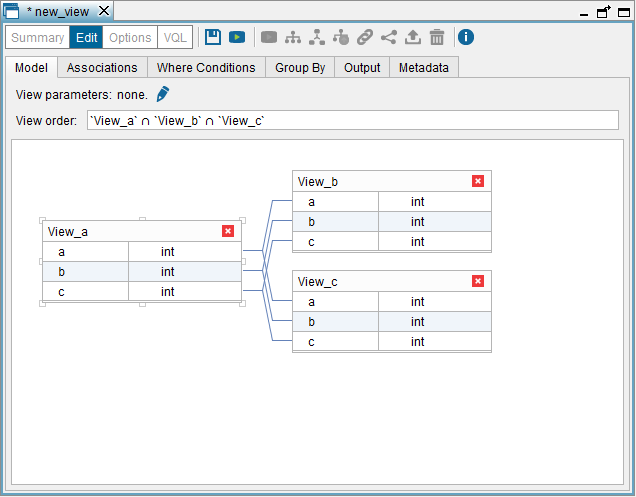 * new_view
Summary Edit Options VQL
Model Associations Where Conditions Group By Output Metadata
View parameters: none.
View order: `View_a` ∩ `View_b` ∩ `View_c`
View_b
a int
b int
c int
View_a
a int
b int
c int
View_c
a int
b int
c int